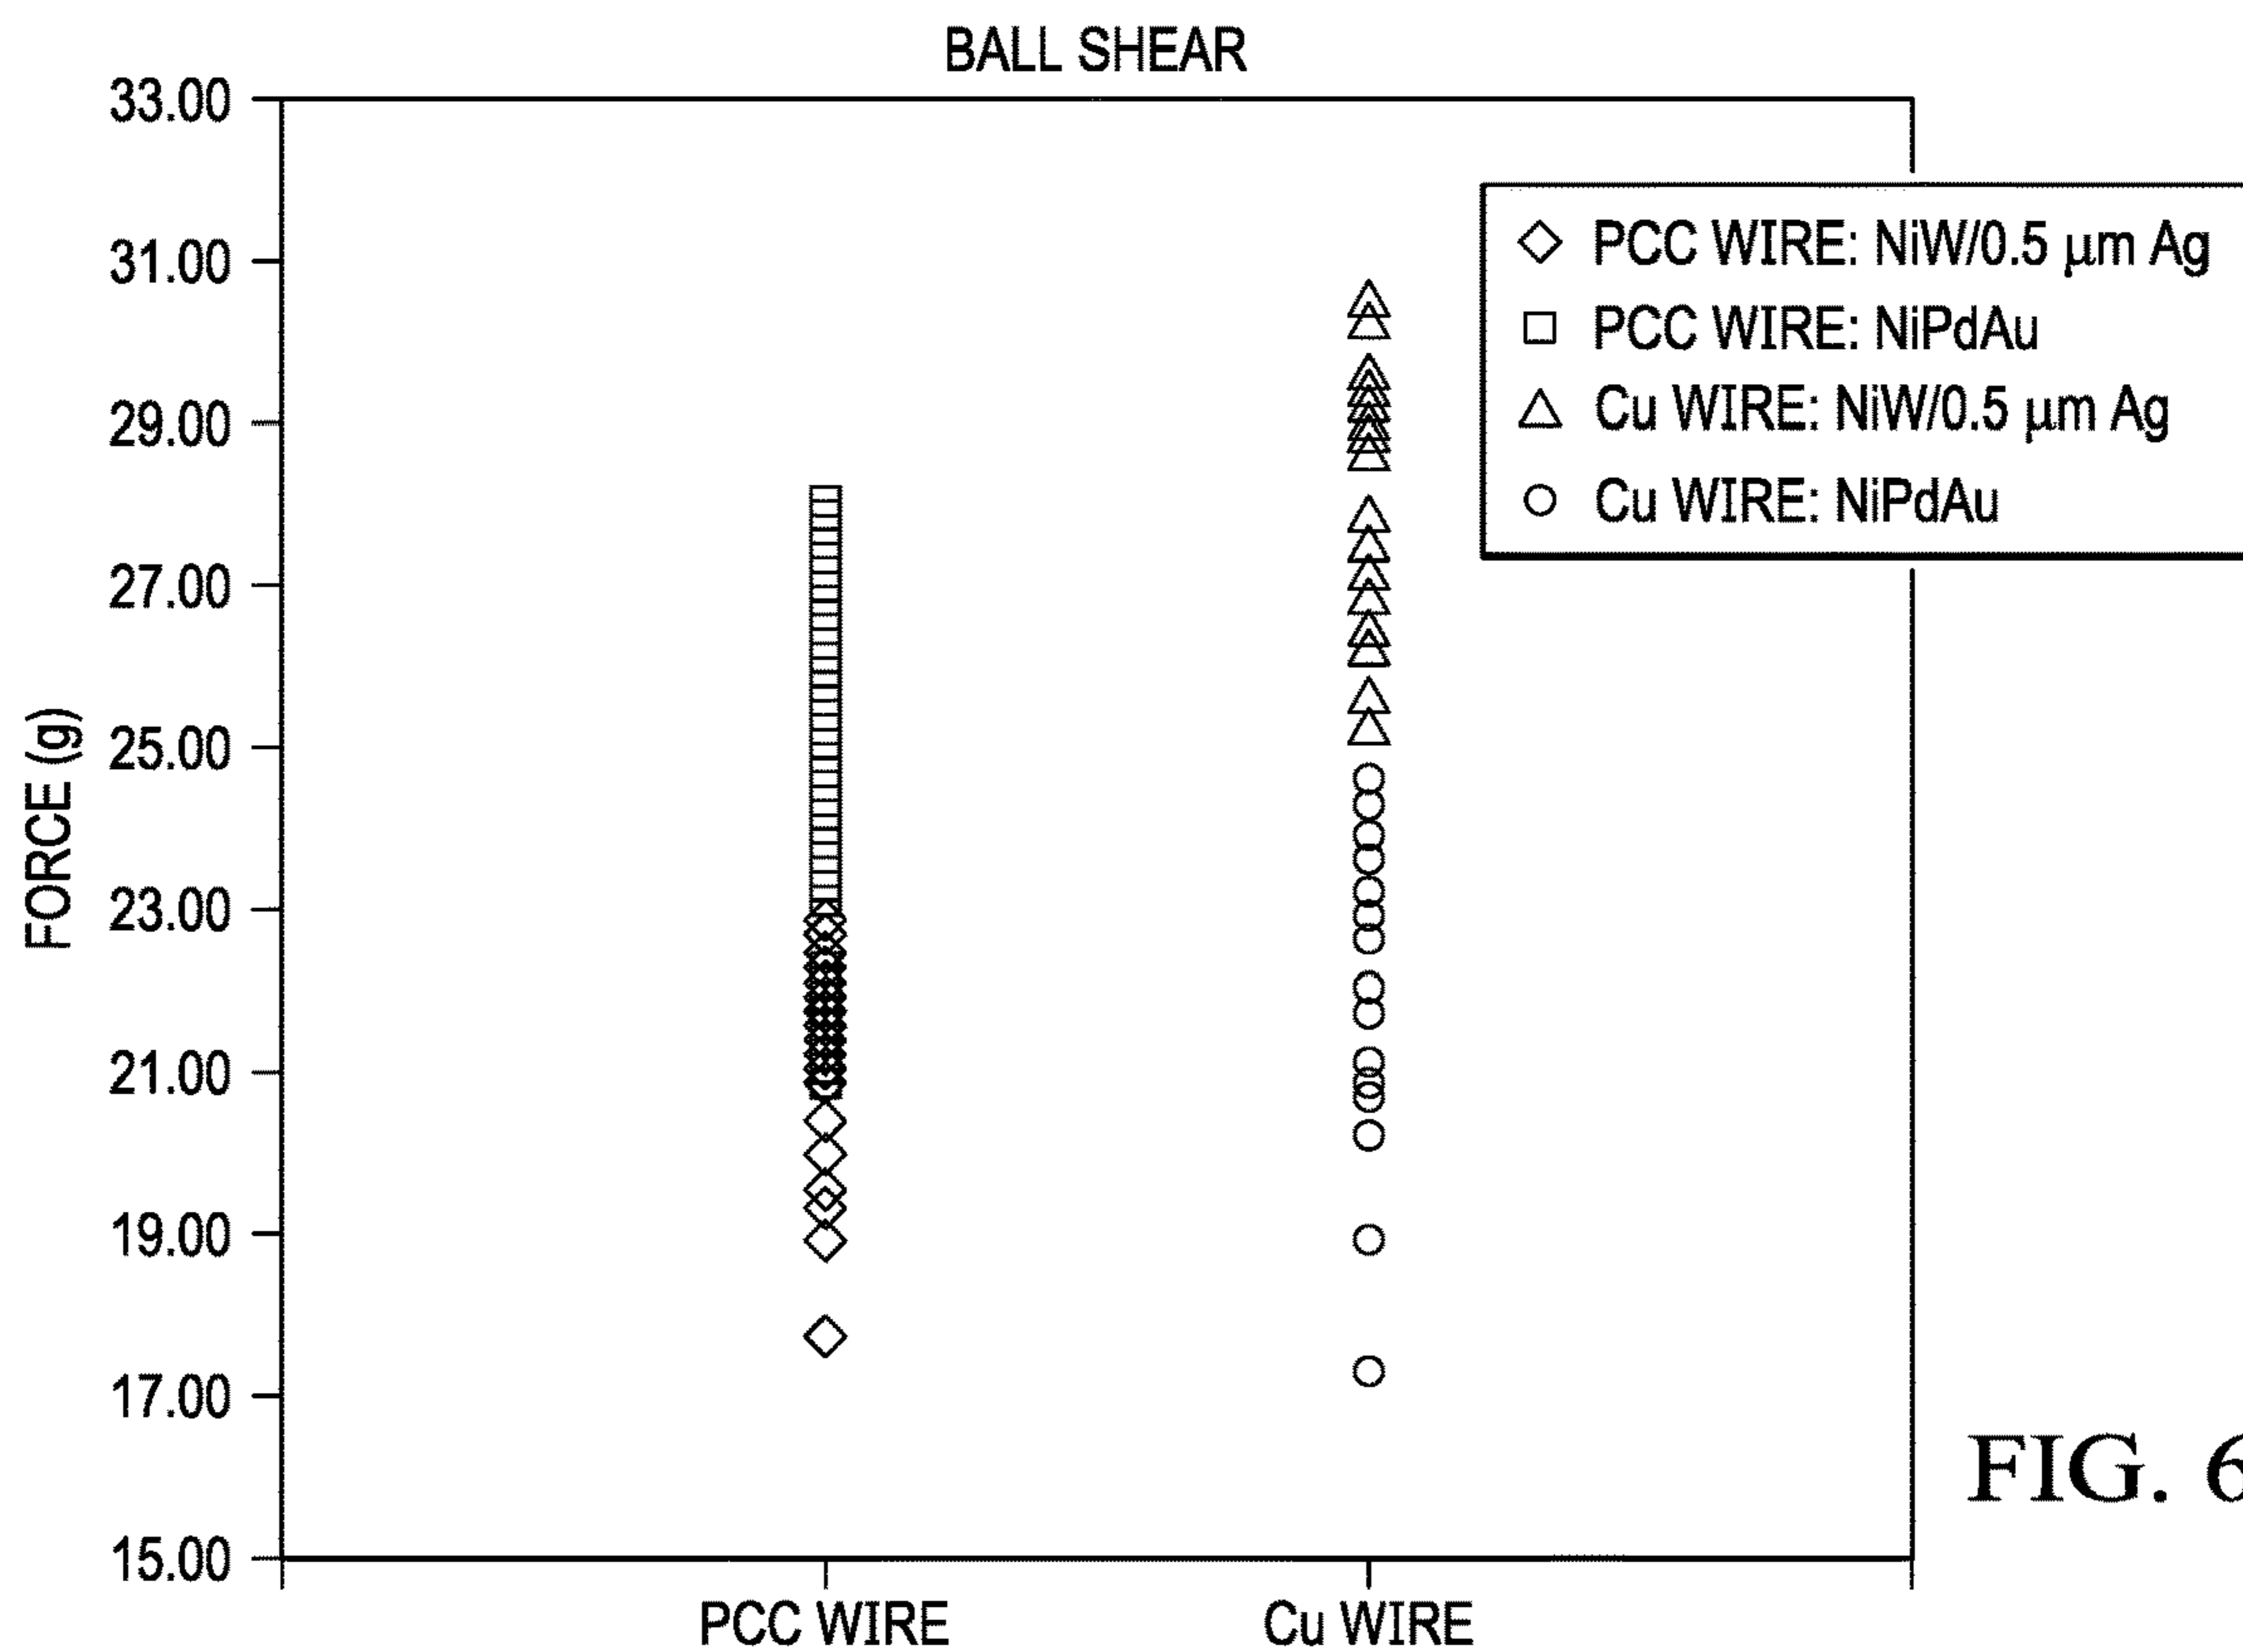 BALL SHEAR
33.00
31.00
29.00
27.00
25.00
23.00
21.00
19.00
17.00
15.00
FORCE (g)
PCC WIRE: NiW/0.5 µm Ag
PCC WIRE: NiPdAu
Cu WIRE: NiW/0.5 µm Ag
Cu WIRE: NiPdAu
PCC WIRE
Cu WIRE
FIG. 6